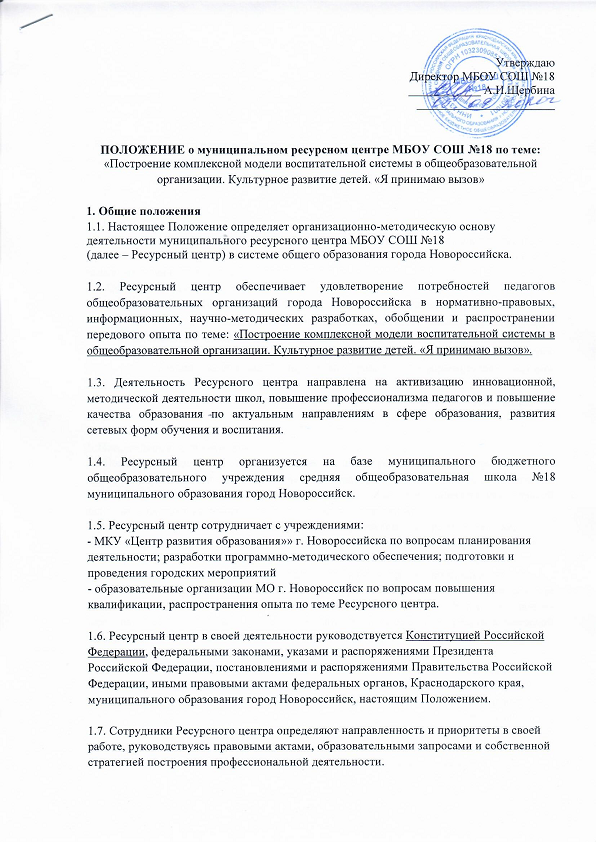 Утверждаю
Директор МБОУ СОШ №18
А.И.Щербина
ПОЛОЖЕНИЕ о муниципальном ресурсном центре МБОУ СОШ №18 по теме:
«Построение комплексной модели воспитательной системы в общеобразовательной
организации. Культурное развитие детей. «Я принимаю вызов»
1. Общие положения
1.1. Настоящее Положение определяет организационно-методическую основу
деятельности муниципального ресурсного центра МБОУ СОШ №18
(далее – Ресурсный центр) в системе общего образования города Новороссийска.
1.2. Ресурсный центр обеспечивает удовлетворение потребностей педагогов
общеобразовательных организаций города Новороссийска в нормативно-правовых,
информационных, научно-методических разработках, обобщении и распространении
передового опыта по теме: «Построение комплексной модели воспитательной системы в
общеобразовательной организации. Культурное развитие детей. «Я принимаю вызов».
1.3. Деятельность Ресурсного центра направлена на активизацию инновационной,
методической деятельности школ, повышение профессионализма педагогов и повышение
качества образования по актуальным направлениям в сфере образования, развития
сетевых форм обучения и воспитания.
1.4. Ресурсный центр организуется на базе муниципального бюджетного
общеобразовательного учреждения средняя общеобразовательная школа №18
муниципального образования город Новороссийск.
1.5. Ресурсный центр сотрудничает с учреждениями:
- МКУ «Центр развития образования»» г. Новороссийска по вопросам планирования
деятельности; разработки программно-методического обеспечения; подготовки и
проведения городских мероприятий
- образовательные организации МО г. Новороссийск по вопросам повышения
квалификации, распространения опыта по теме Ресурсного центра.
1.6. Ресурсный центр в своей деятельности руководствуется Конституцией Российской
Федерации, федеральными законами, указами и распоряжениями Президента
Российской Федерации, постановлениями и распоряжениями Правительства Российской
Федерации, иными правовыми актами федеральных органов, Краснодарского края,
муниципального образования город Новороссийск, настоящим Положением.
1.7. Сотрудники Ресурсного центра определяют направленность и приоритеты в своей
работе, руководствуясь правовыми актами, образовательными запросами и собственной
стратегией построения профессиональной деятельности.